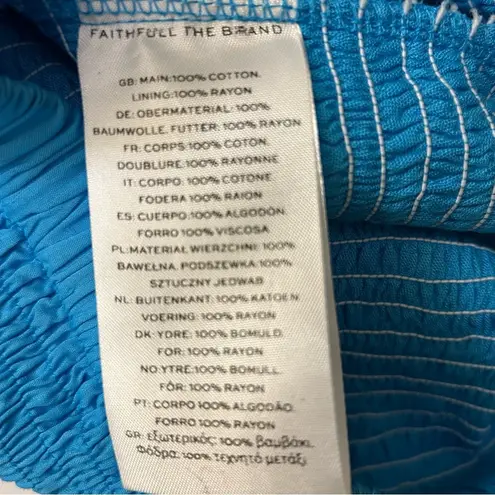 FAITHFULL THE BRAND
GB: MAIN:100% COTTON.
LINING:100% RAYON
DE: OBERMATERIAL: 100%
BAUMWOLLE. FUTTER: 100% RAYON
FR: CORPS:100% COTON.
DOUBLURE:100% RAYONNE
IT: CORPO: 100% COTONE
FODERA 100% RAION
ES: CUERPO:100% ALGODÓN
FORRO 100% VISCOSA
PL:MATERIAŁ WIERZCHNI: 100%
BAWEŁNA. PODSZEWKA:100%
SZTUCZNY JEDWAB
NL: BUITENKANT: 100% KATOEN
VOERING: 100% RAYON
DK: YDRE: 100% BOMULD.
FOR: 100% RAYON
NO:YTRE:100% BOMULL.
FÔR: 100% RAYON
PT: CORPO 100% ALGODÃO.
FORRO 100% RAYON
GR: εξωτερικός: 100% βαμβάκι.
Φόδρα: 100% τεχνητό μετάξι